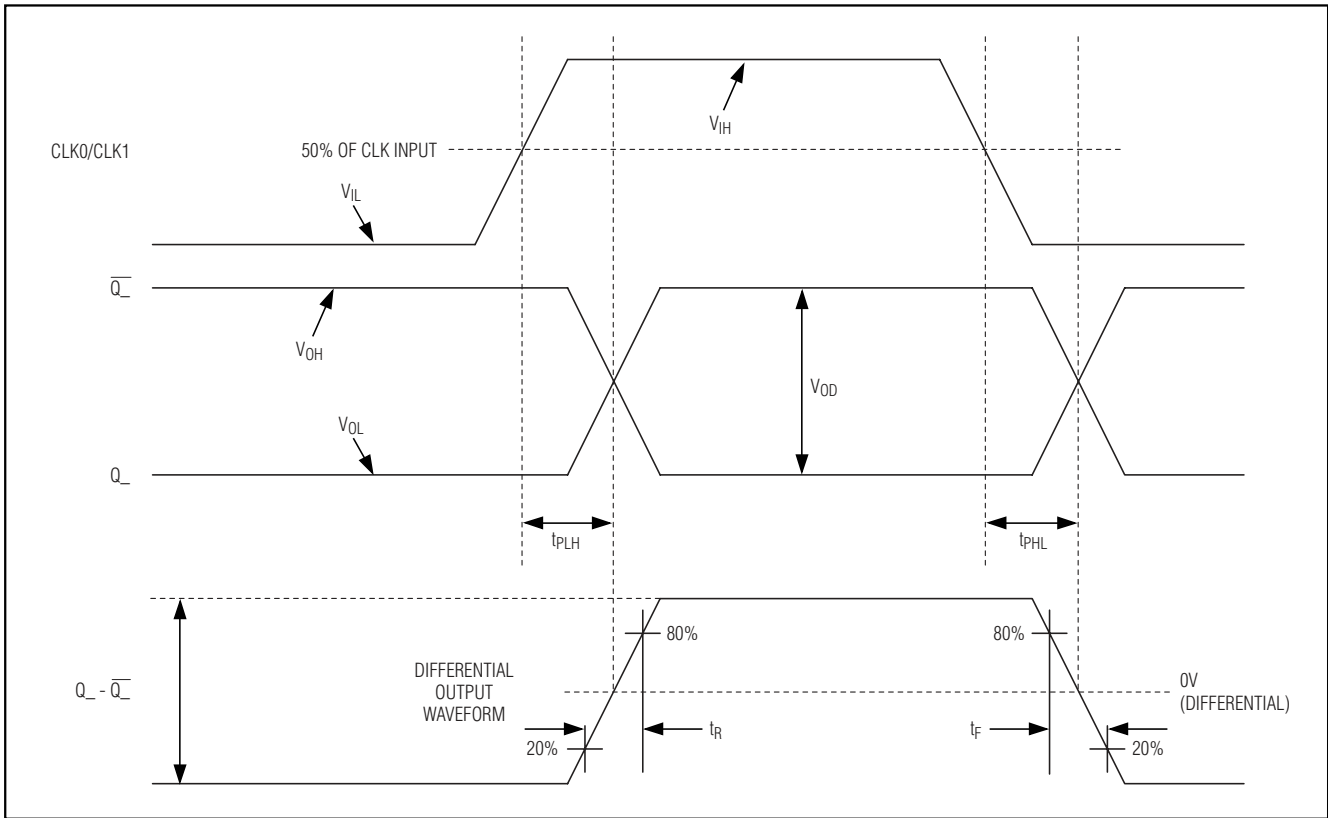 V_IH
CLK0/CLK1
50% OF CLK INPUT
V_IL
Q̅_̅
V_OH
V_OD
V_OL
Q_
t_PLH
t_PHL
80%
80%
Q_ - Q̅_̅
DIFFERENTIAL
OUTPUT
WAVEFORM
0V
(DIFFERENTIAL)
t_R
t_F
20%
20%